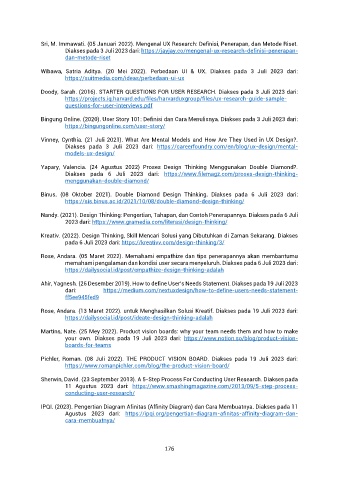 Sri, M. Immawati. (05 Januari 2022). Mengenal UX Research: Definisi, Penerapan, dan Metode Riset.
Diakses pada 3 Juli 2023 dari https://jayjay.co/mengenal-ux-research-definisi-penerapan-
dan-metode-riset
Wibawa, Satria Aditya. (20 Mei 2022). Perbedaan UI & UX. Diakses pada 3 Juli 2023 dari:
https://suitmedia.com/ideas/perbedaan-ui-ux
Doody, Sarah. (2016). STARTER QUESTIONS FOR USER RESEARCH. Diakses pada 3 Juli 2023 dari:
https://projects.iq.harvard.edu/files/harvarduxgroup/files/ux-research-guide-sample-
questions-for-user-interviews.pdf
Bingung Online. (2020). User Story 101: Definisi dan Cara Menulisnya. Diakses pada 3 Juli 2023 dari:
https://bingungonline.com/user-story/
Vinney, Cynthia. (21 Juli 2023). What Are Mental Models and How Are They Used in UX Design?.
Diakses pada 3 Juli 2023 dari: https://careerfoundry.com/en/blog/ux-design/mental-
models-ux-design/
Yapary, Valencia. (24 Agustus 2022) Proses Design Thinking Menggunakan Double Diamond?.
Diakses pada 6 Juli 2023 dari: https://www.filemagz.com/proses-design-thinking-
menggunakan-double-diamond/
Binus. (08 Oktober 2021). Double Diamond Design Thinking. Diakses pada 6 Juli 2023 dari:
https://sis.binus.ac.id/2021/10/08/double-diamond-design-thinking/
Nandy. (2021). Design Thinking: Pengertian, Tahapan, dan Contoh Penerapannya. Diakses pada 6 Juli
2023 dari: https://www.gramedia.com/literasi/design-thinking/
Kreativ. (2022). Design Thinking, Skill Mencari Solusi yang Dibutuhkan di Zaman Sekarang. Diakses
pada 6 Juli 2023 dari: https://kreativv.com/design-thinking/3/
Rose, Andara. (05 Maret 2022). Memahami empathize dan tips penerapannya akan membantumu
memahami pengalaman dan kondisi user secara menyeluruh. Diakses pada 6 Juli 2023 dari:
https://dailysocial.id/post/empathize-design-thinking-adalah
Ahir, Yagnesh. (26 Desember 2019). How to define User's Needs Statement. Diakses pada 19 Juli 2023
dari: https://medium.com/nextuxdesign/how-to-define-users-needs-statement-
ff5ee945fed9
Rose, Andara. (13 Maret 2022). untuk Menghasilkan Solusi Kreatif. Diakses pada 19 Juli 2023 dari:
https://dailysocial.id/post/ideate-design-thinking-adalah
Martins, Nate. (25 Mey 2022). Product vision boards: why your team needs them and how to make
your own. Diakses pada 19 Juli 2023 dari: https://www.notion.so/blog/product-vision-
boards-for-teams
Pichler, Roman. (08 Juli 2022). THE PRODUCT VISION BOARD. Diakses pada 19 Juli 2023 dari:
https://www.romanpichler.com/blog/the-product-vision-board/
Sherwin, David. (23 September 2013). A 5-Step Process For Conducting User Research. Diakses pada
11 Agustus 2023 dari: https://www.smashingmagazine.com/2013/09/5-step-process-
conducting-user-research/
IPQI. (2023). Pengertian Diagram Afinitas (Affinity Diagram) dan Cara Membuatnya. Diakses pada 11
Agustus 2023 dari: https://ipqi.org/pengertian-diagram-afinitas-affinity-diagram-dan-
cara-membuatnya/
176